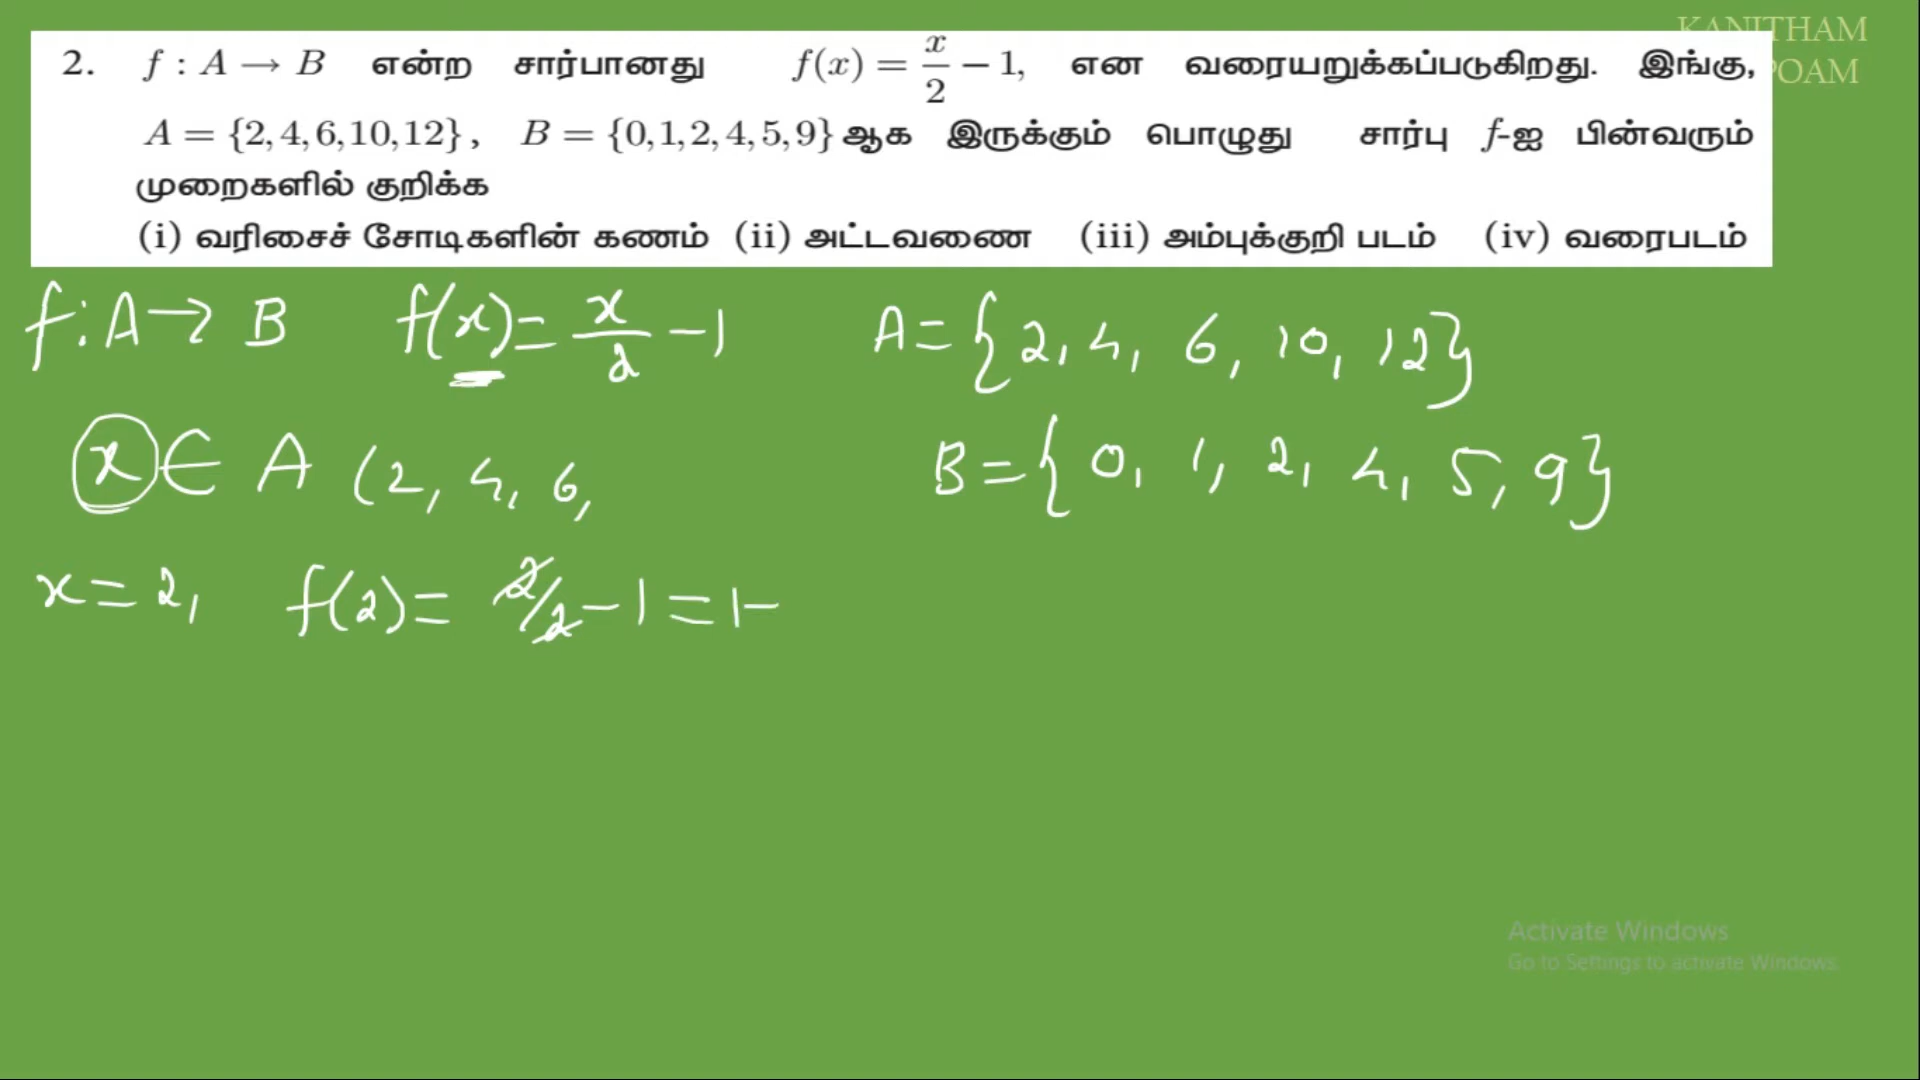 KANITHAM
POAM
2. f : A → B என்ற சார்பானது f(x) = x/2 − 1, என வரையறுக்கப்படுகிறது. இங்கு,
A = {2,4,6,10,12}, B = {0,1,2,4,5,9} ஆக இருக்கும் பொழுது சார்பு f-ஐ பின்வரும்
முறைகளில் குறிக்க
(i) வரிசைச் சோடிகளின் கணம் (ii) அட்டவணை (iii) அம்புக்குறி படம் (iv) வரைபடம்
f: A → B f(x) = x/2 − 1 A = {2, 4, 6, 10, 12}
x ∈ A (2, 4, 6, B = {0, 1, 2, 4, 5, 9}
x = 2, f(2) = 2/2 − 1 = 1 −
Activate Windows
Go to Settings to activate Windows.